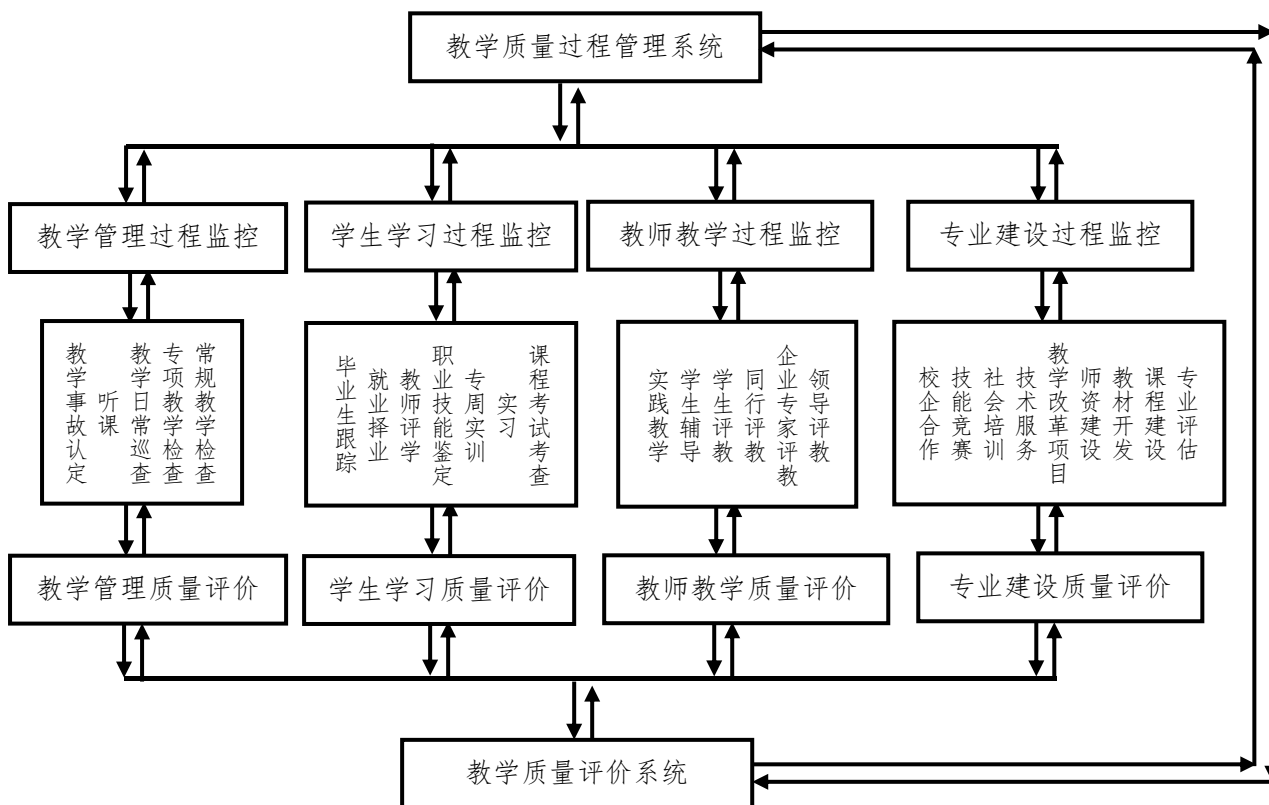 教学质量过程管理系统
教学管理过程监控
学生学习过程监控
教师教学过程监控
专业建设过程监控
常规教学检查
专项教学检查
教学日常巡查
听课
教学事故认定
课程考试考查
实习
专周实训
职业技能鉴定
教师评学
就业择业
毕业生跟踪
领导评教
企业专家评教
同行评教
学生评教
学生辅导
实践教学
专业评估
课程建设
教材开发
师资建设
教学改革项目
技术服务
社会培训
技能竞赛
校企合作
教学管理质量评价
学生学习质量评价
教师教学质量评价
专业建设质量评价
教学质量评价系统